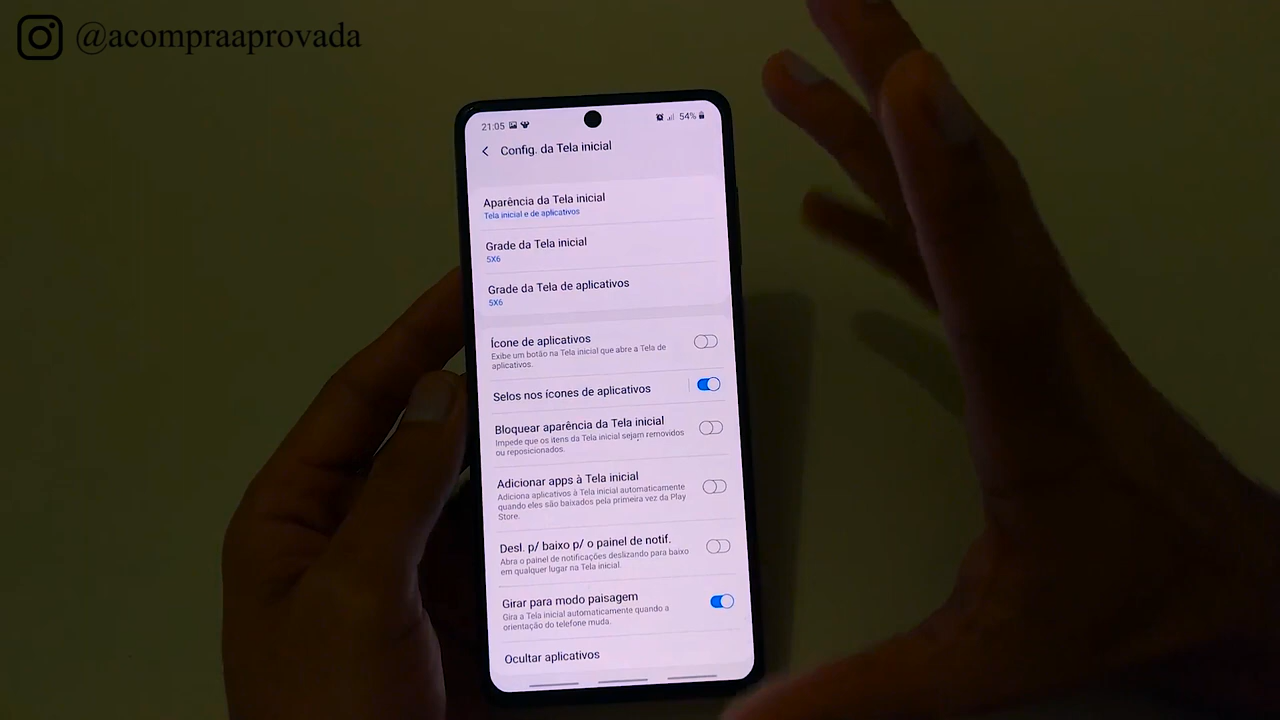 @acompraaprovada
21:05
54%
Config. da Tela inicial
Aparência da Tela inicial
Tela inicial e de aplicativos
Grade da Tela inicial
5X6
Grade da Tela de aplicativos
5X6
Ícone de aplicativos
Exibe um botão na Tela inicial que abre a Tela de
aplicativos.
Selos nos ícones de aplicativos
Bloquear aparência da Tela inicial
Impede que os itens da Tela inicial sejam removidos
ou reposicionados.
Adicionar apps à Tela inicial
Adiciona aplicativos à Tela inicial automaticamente
quando eles são baixados pela primeira vez da Play
Store.
Desl. p/ baixo p/ o painel de notif.
Abra o painel de notificações deslizando para baixo
em qualquer lugar na Tela inicial.
Girar para modo paisagem
Gira a Tela inicial automaticamente quando a
orientação do telefone muda.
Ocultar aplicativos